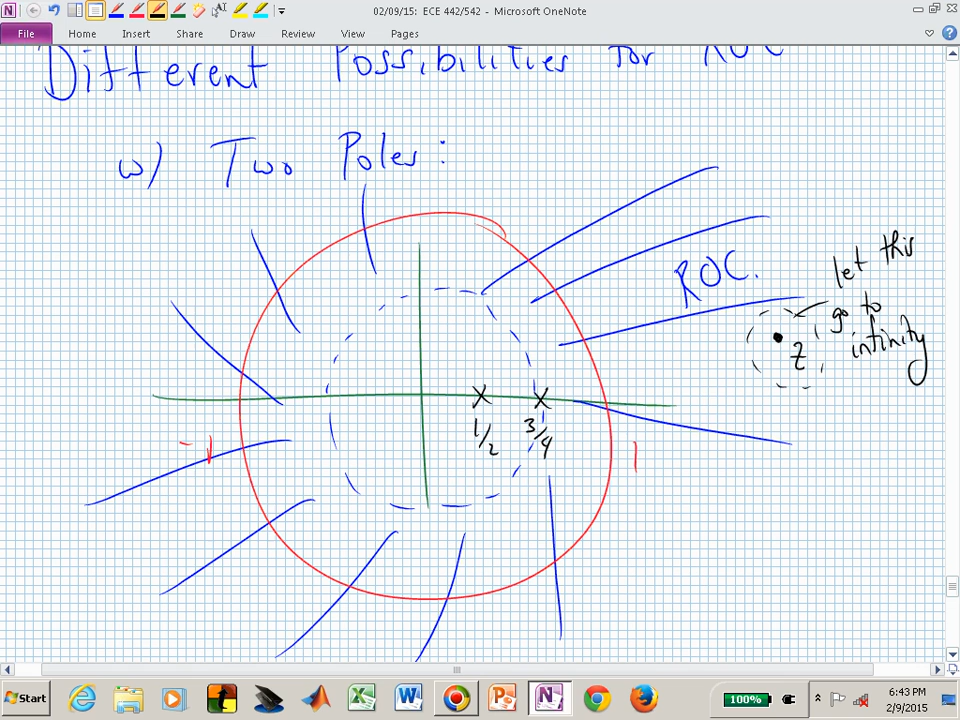 02/09/15: ECE 442/542 - Microsoft OneNote
File Home Insert Share Draw Review View Pages
Different Possibilities for ROC
w/ Two Poles:
ROC.
let this
go to
infinity
z
1/2
3/4
-1
1
Start
100%
6:43 PM
2/9/2015